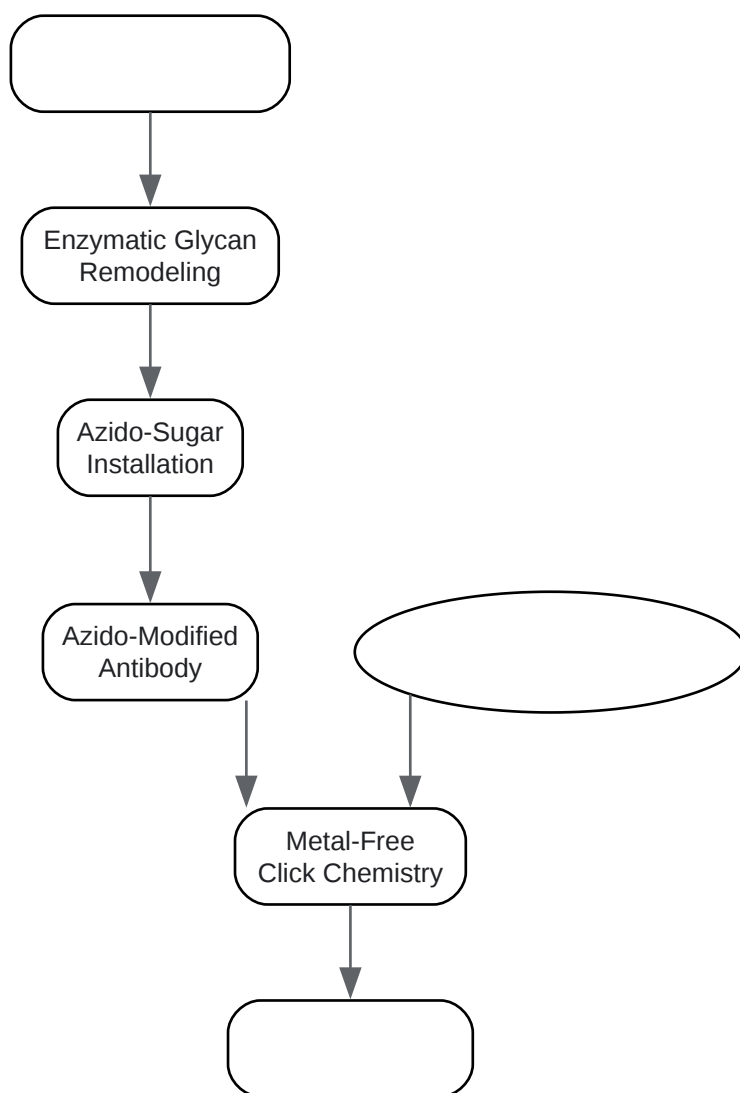 Enzymatic Glycan
Remodeling
Azido-Sugar
Installation
Azido-Modified
Antibody
Metal-Free
Click Chemistry